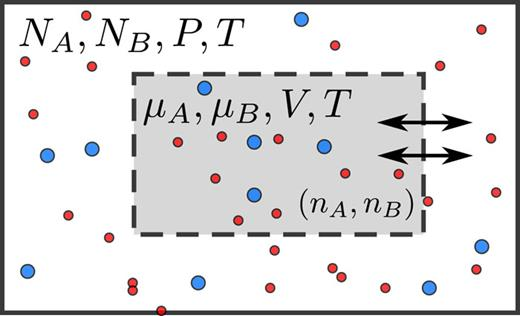 N_A, N_B, P, T
μ_A, μ_B, V, T
(n_A, n_B)